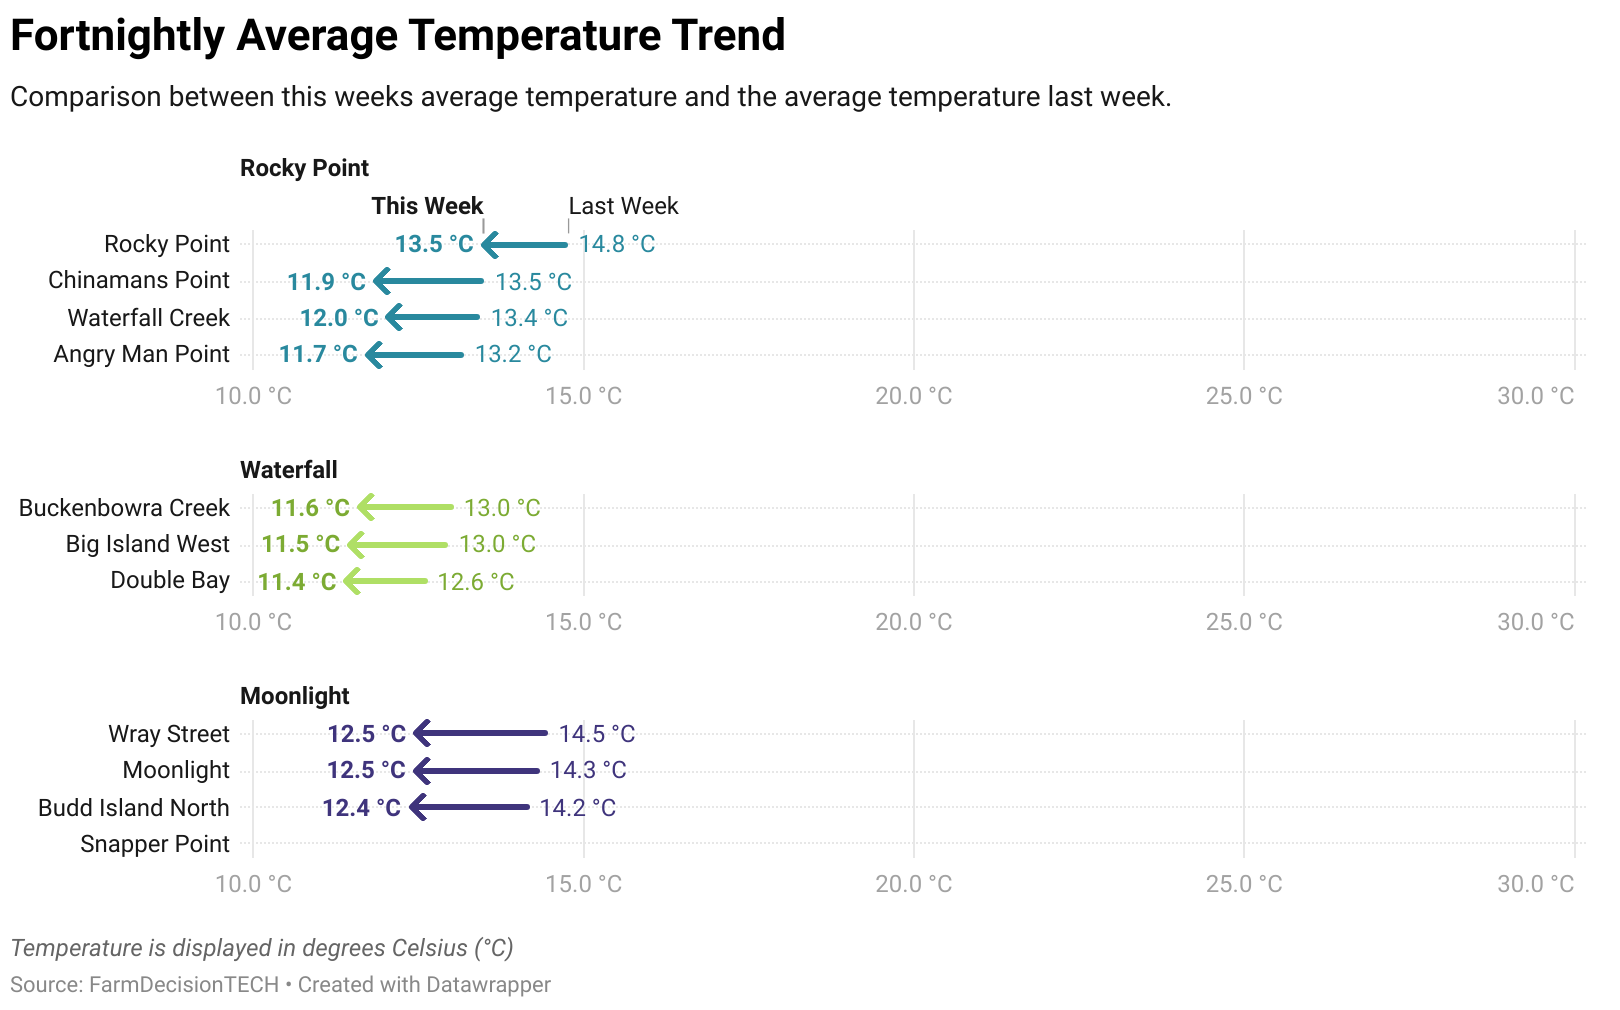 Fortnightly Average Temperature Trend
Comparison between this weeks average temperature and the average temperature last week.
Rocky Point
This Week Last Week
Rocky Point 13.5 °C 14.8 °C
Chinamans Point 11.9 °C 13.5 °C
Waterfall Creek 12.0 °C 13.4 °C
Angry Man Point 11.7 °C 13.2 °C
10.0 °C 15.0 °C 20.0 °C 25.0 °C 30.0 °C
Waterfall
Buckenbowra Creek 11.6 °C 13.0 °C
Big Island West 11.5 °C 13.0 °C
Double Bay 11.4 °C 12.6 °C
10.0 °C 15.0 °C 20.0 °C 25.0 °C 30.0 °C
Moonlight
Wray Street 12.5 °C 14.5 °C
Moonlight 12.5 °C 14.3 °C
Budd Island North 12.4 °C 14.2 °C
Snapper Point
10.0 °C 15.0 °C 20.0 °C 25.0 °C 30.0 °C
Temperature is displayed in degrees Celsius (°C)
Source: FarmDecisionTECH • Created with Datawrapper